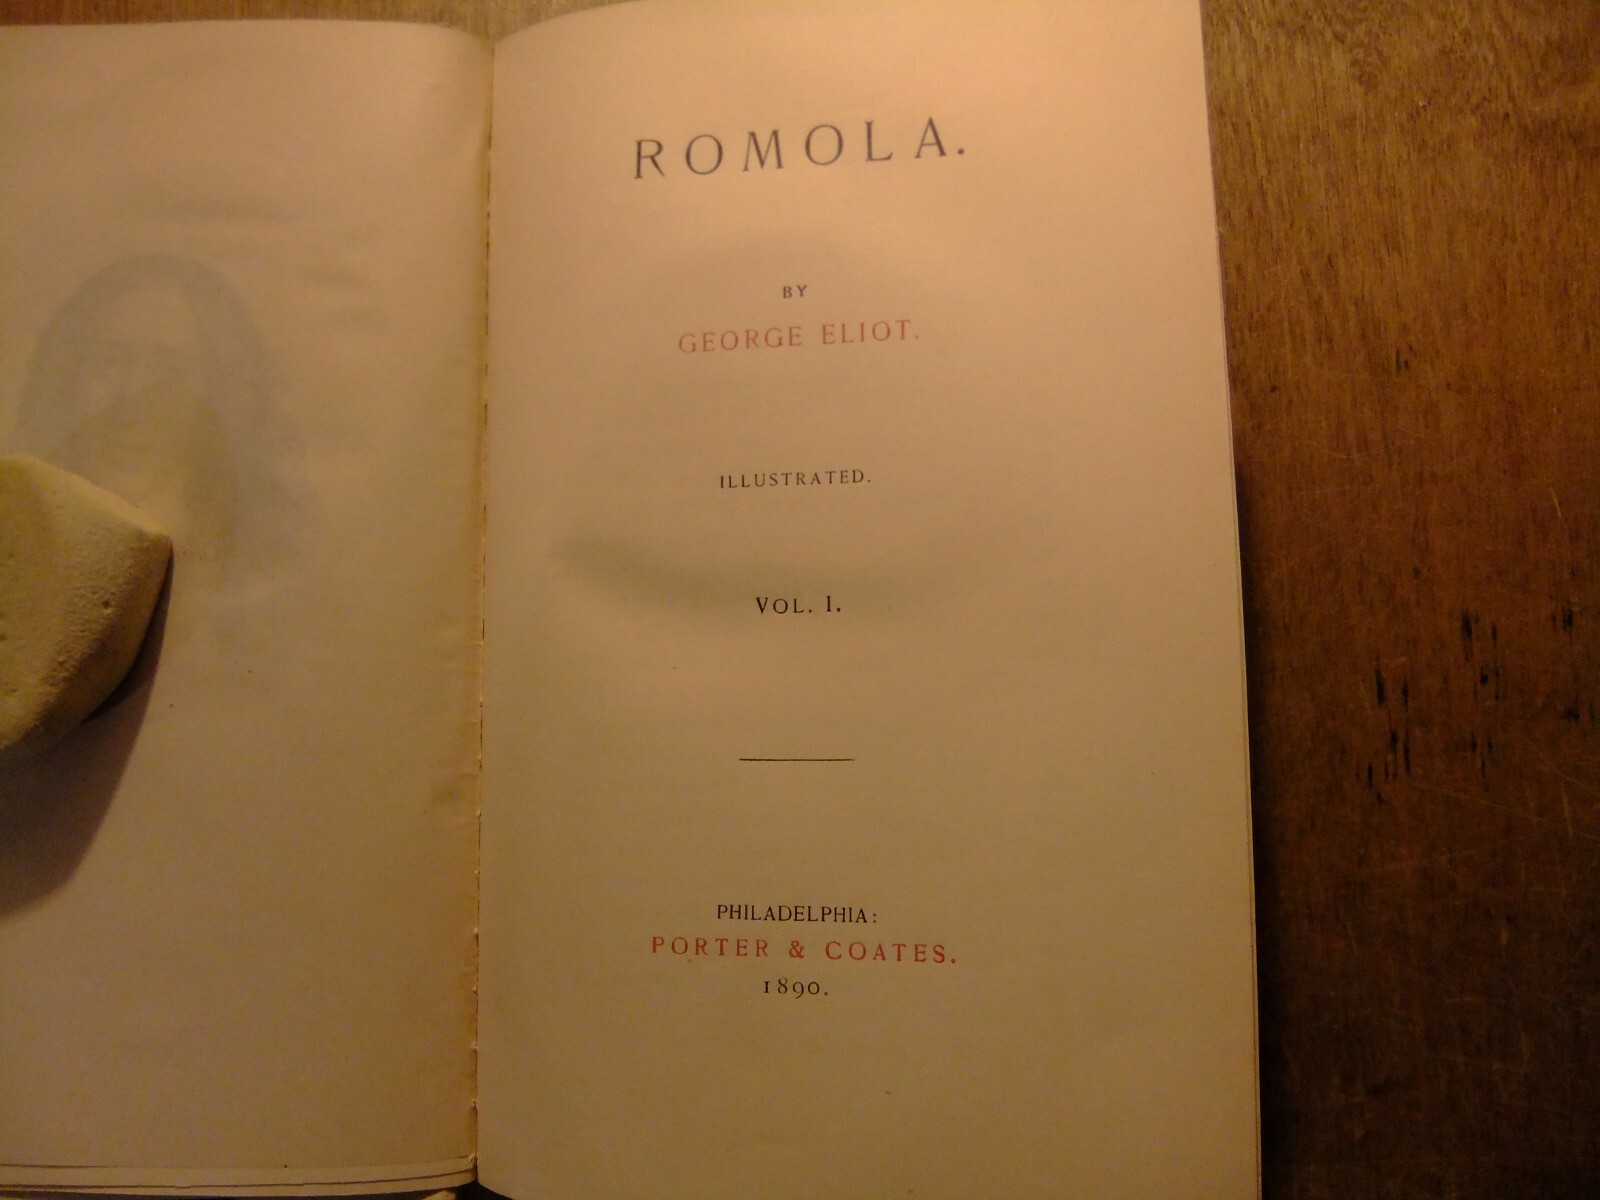 ROMOLA.
BY
GEORGE ELIOT.
ILLUSTRATED.
VOL. I.
PHILADELPHIA:
PORTER & COATES.
1890.